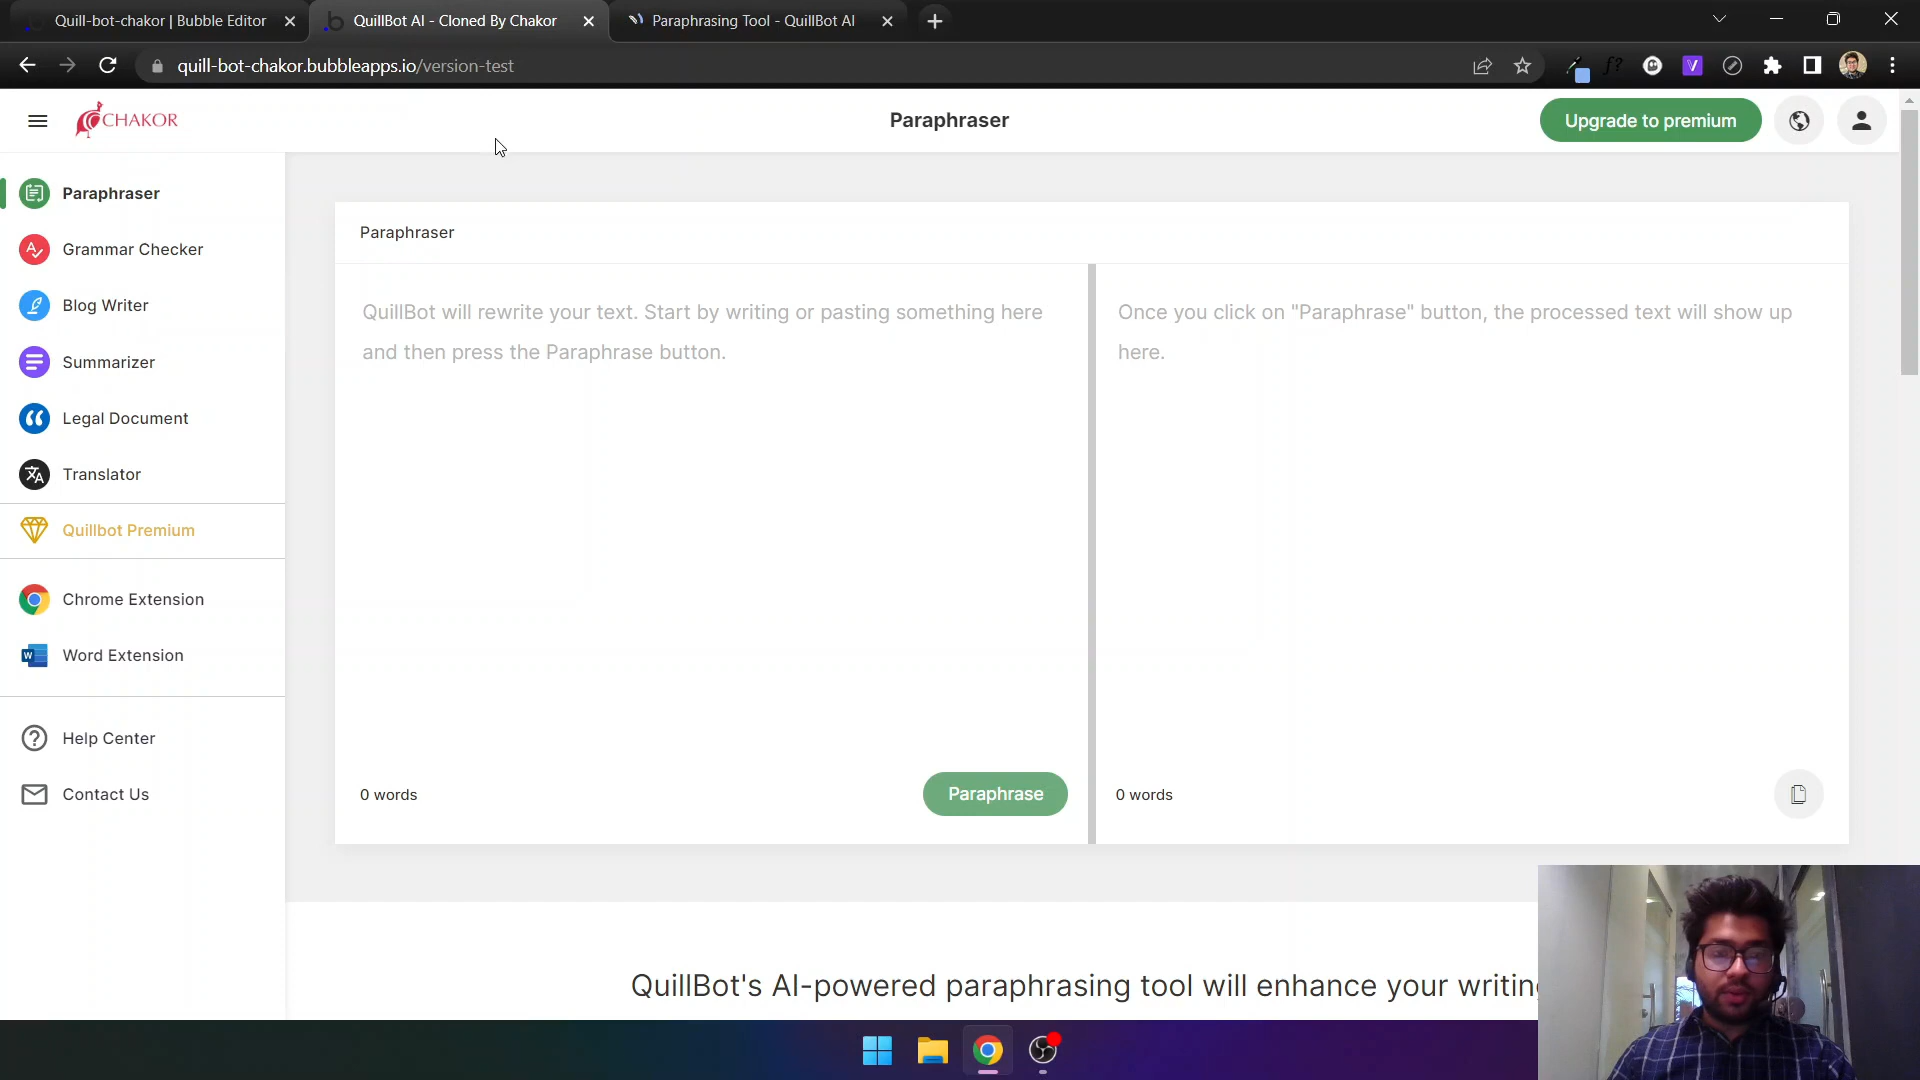 Quill-bot-chakor | Bubble Editor
QuillBot AI - Cloned By Chakor
Paraphrasing Tool - QuillBot AI
quill-bot-chakor.bubbleapps.io/version-test
f?
V
CHAKOR
Paraphraser
Upgrade to premium
Paraphraser
Grammar Checker
Blog Writer
Summarizer
Legal Document
Translator
Quillbot Premium
Chrome Extension
W
Word Extension
Help Center
Contact Us
Paraphraser
QuillBot will rewrite your text. Start by writing or pasting something here
and then press the Paraphrase button.
0 words
Paraphrase
Once you click on "Paraphrase" button, the processed text will show up
here.
0 words
QuillBot's AI-powered paraphrasing tool will enhance your writing